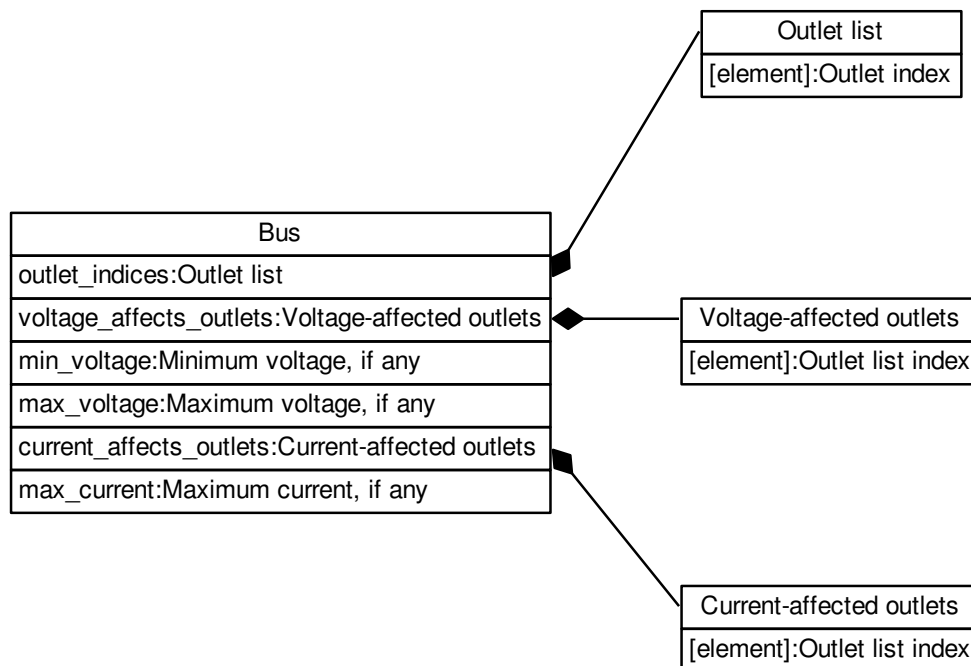 Outlet list
[element]:Outlet index
Bus
outlet_indices:Outlet list
voltage_affects_outlets:Voltage-affected outlets
min_voltage:Minimum voltage, if any
max_voltage:Maximum voltage, if any
current_affects_outlets:Current-affected outlets
max_current:Maximum current, if any
Voltage-affected outlets
[element]:Outlet list index
Current-affected outlets
[element]:Outlet list index